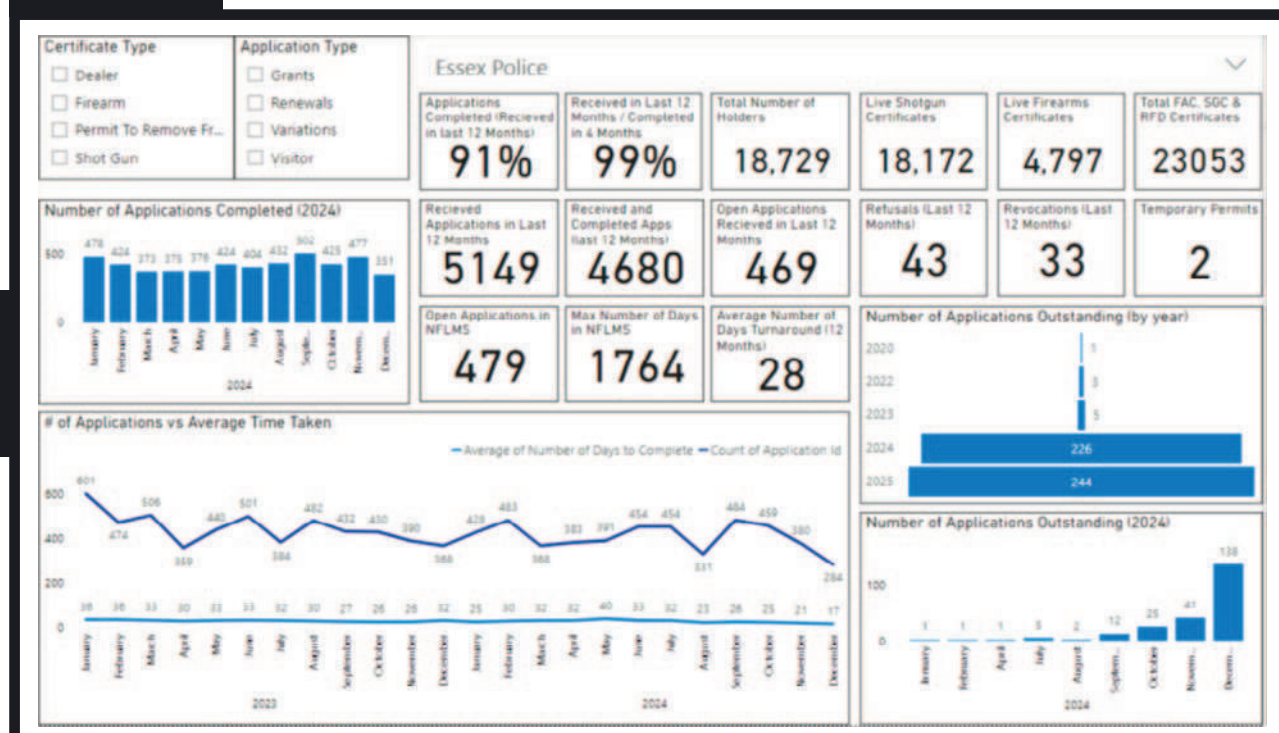 Certificate Type
Dealer
Firearm
Permit To Remove Fr...
Shot Gun
Application Type
Grants
Renewals
Variations
Visitor
Essex Police
Applications
Completed (Recieved
in last 12 Months)
91%
Received in Last 12
Months / Completed
in 4 Months
99%
Total Number of
Holders
18,729
Live Shotgun
Certificates
18,172
Live Firearms
Certificates
4,797
Total FAC, SGC &
RFD Certificates
23053
Number of Applications Completed (2024)
500
0
478
424
373
375
376
424
404
432
502
425
477
351
January
February
March
April
May
June
July
August
Septe...
October
Novem...
Decem...
2024
Recieved
Applications in Last
12 Months
5149
Received and
Completed Apps
(last 12 Months)
4680
Open Applications
Recieved in Last 12
Months
469
Refusals (Last 12
Months)
43
Revocations (Last
12 Months)
33
Temporary Permits
2
Open Applications in
NFLMS
479
Max Number of Days
in NFLMS
1764
Average Number of
Days Turnaround (12
Months)
28
Number of Applications Outstanding (by year)
2020
1
2022
3
2023
5
2024
226
2025
244
# of Applications vs Average Time Taken
Average of Number of Days to Complete
Count of Application Id
600
400
200
0
601
474
506
359
440
501
384
482
432
430
390
368
428
483
368
383
391
454
454
331
484
459
380
284
36
36
33
30
33
33
32
30
27
26
26
32
25
30
32
32
40
33
32
23
26
25
21
17
January
February
March
April
May
June
July
August
September
October
November
December
January
February
March
April
May
June
July
August
September
October
November
December
2023
2024
Number of Applications Outstanding (2024)
100
0
1
1
1
5
2
12
25
41
138
January
February
April
July
August
Septem...
October
Novem...
Decem...
2024